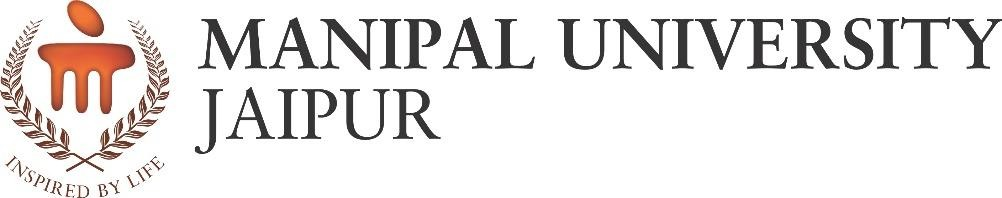 MANIPAL UNIVERSITY
JAIPUR
INSPIRED BY LIFE